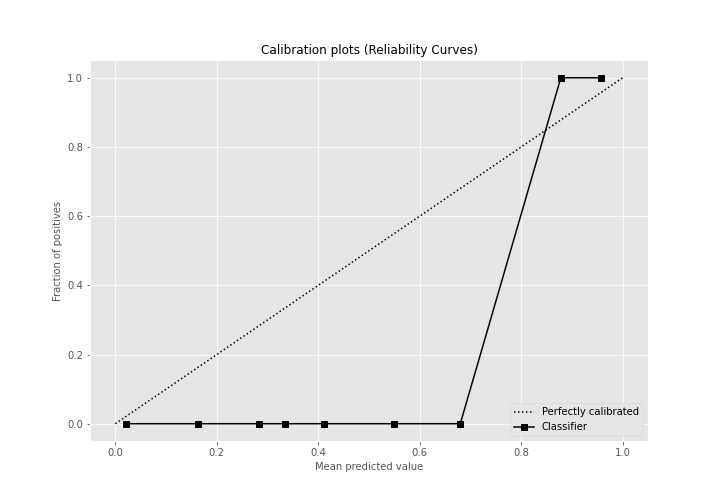 Calibration plots (Reliability Curves)
1.0
0.8
0.6
0.4
0.2
0.0
Fraction of positives
Perfectly calibrated
Classifier
0.0 0.2 0.4 0.6 0.8 1.0
Mean predicted value